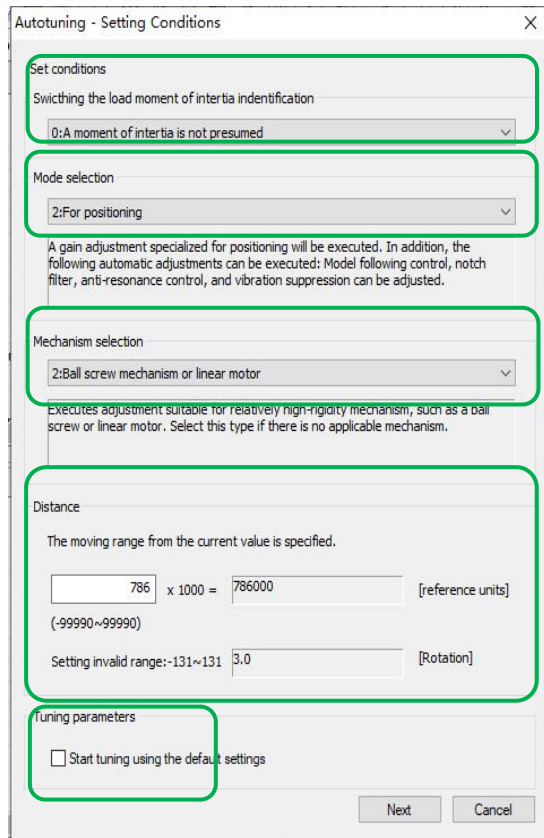 Autotuning - Setting Conditions
Set conditions
Swicthing the load moment of intertia indentification
0:A moment of intertia is not presumed
Mode selection
2:For positioning
A gain adjustment specialized for positioning will be executed. In addition, the
following automatic adjustments can be executed: Model following control, notch
filter, anti-resonance control, and vibration suppression can be adjusted.
Mechanism selection
2:Ball screw mechanism or linear motor
Executes adjustment suitable for relatively high-rigidity mechanism, such as a ball
screw or linear motor. Select this type if there is no applicable mechanism.
Distance
The moving range from the current value is specified.
786 x 1000 = 786000 [reference units]
(-99990~99990)
Setting invalid range:-131~131 3.0 [Rotation]
Tuning parameters
Start tuning using the default settings
Next Cancel